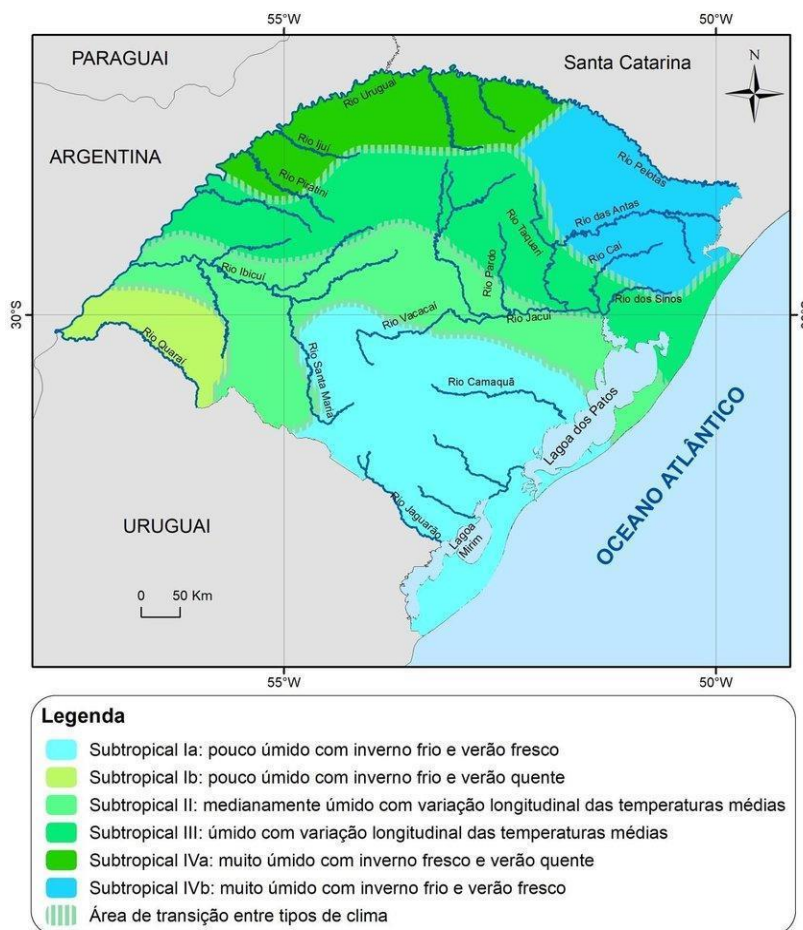 55°W
50°W
PARAGUAI
Santa Catarina
N
Rio Uruguai
ARGENTINA
Rio Ijuí
Rio Piratini
Rio Pelotas
Rio das Antas
Rio Taquari
Rio Caí
Rio Ibicuí
Rio Pardo
Rio dos Sinos
30°S
30°S
Rio Vacacaí
Rio Jacuí
Rio Quaraí
Rio Santa Maria
Rio Camaquã
Lagoa dos Patos
OCEANO ATLÂNTICO
URUGUAI
Rio Jaguarão
Lagoa
Mirim
0 50 Km
55°W
50°W
Legenda
Subtropical Ia: pouco úmido com inverno frio e verão fresco
Subtropical Ib: pouco úmido com inverno frio e verão quente
Subtropical II: medianamente úmido com variação longitudinal das temperaturas médias
Subtropical III: úmido com variação longitudinal das temperaturas médias
Subtropical IVa: muito úmido com inverno fresco e verão quente
Subtropical IVb: muito úmido com inverno frio e verão fresco
Área de transição entre tipos de clima